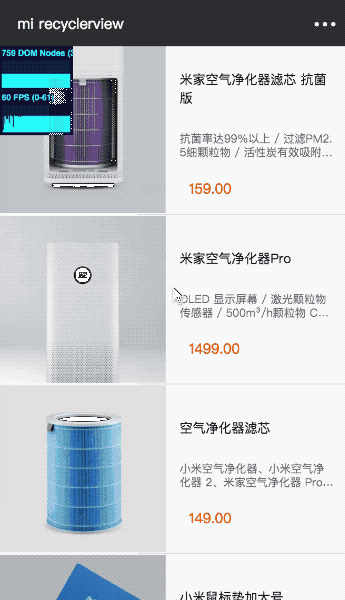 mi recyclerview
759 DOM Nodes (3
60 FPS (0-61
米家空气净化器滤芯 抗菌
版
抗菌率达99%以上 / 过滤PM2.
5细颗粒物 / 活性炭有效吸附...
159.00
米家空气净化器Pro
OLED 显示屏幕 / 激光颗粒物
传感器 / 500m³/h颗粒物 C...
1499.00
空气净化器滤芯
小米空气净化器、小米空气净
化器 2、米家空气净化器 Pro...
149.00
小米鼠标垫加大号